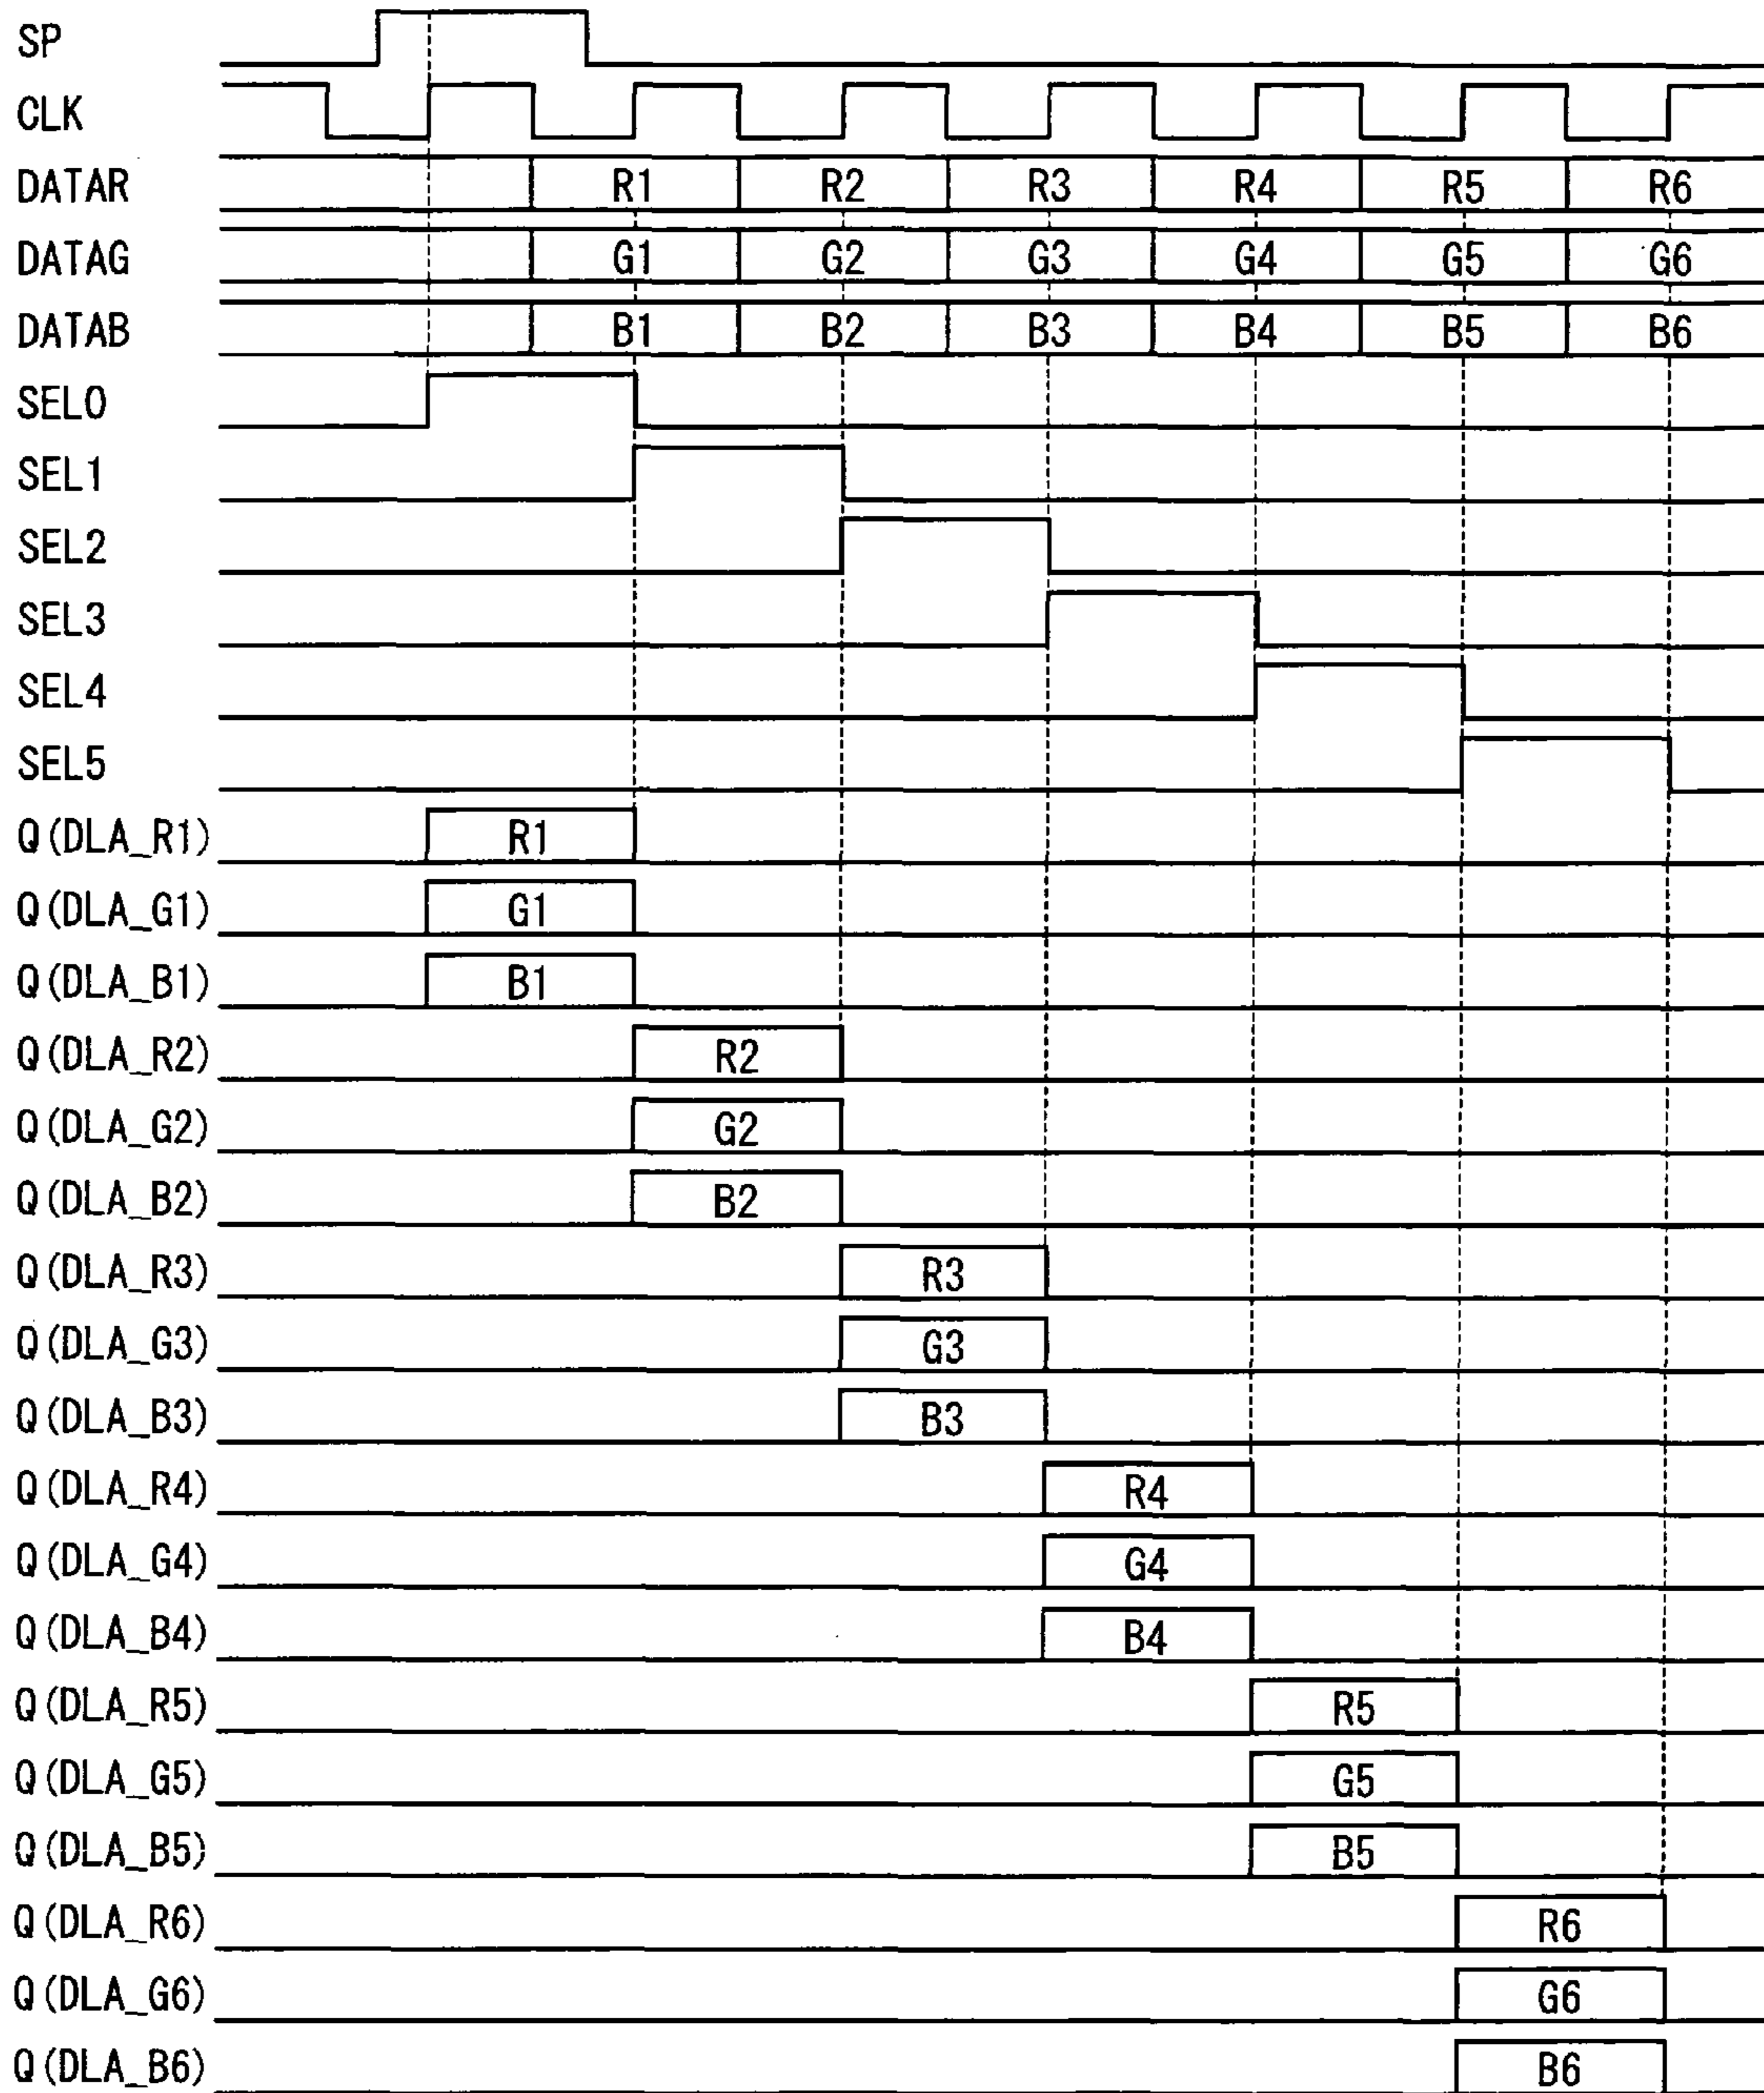 SP
CLK
DATAR R1 R2 R3 R4 R5 R6
DATAG G1 G2 G3 G4 G5 G6
DATAB B1 B2 B3 B4 B5 B6
SEL0
SEL1
SEL2
SEL3
SEL4
SEL5
Q(DLA_R1) R1
Q(DLA_G1) G1
Q(DLA_B1) B1
Q(DLA_R2) R2
Q(DLA_G2) G2
Q(DLA_B2) B2
Q(DLA_R3) R3
Q(DLA_G3) G3
Q(DLA_B3) B3
Q(DLA_R4) R4
Q(DLA_G4) G4
Q(DLA_B4) B4
Q(DLA_R5) R5
Q(DLA_G5) G5
Q(DLA_B5) B5
Q(DLA_R6) R6
Q(DLA_G6) G6
Q(DLA_B6) B6